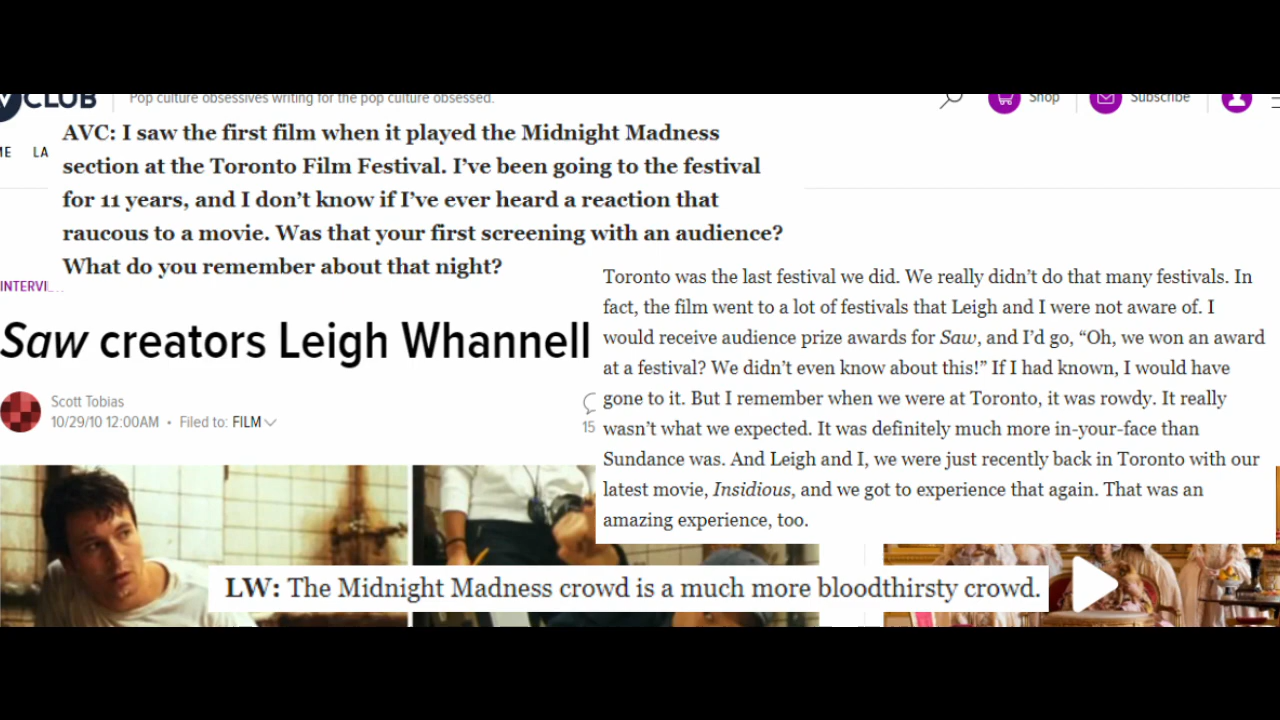 CLUB
Pop culture obsessives writing for the pop culture obsessed.
Shop
Subscribe
ME LA
AVC: I saw the first film when it played the Midnight Madness
section at the Toronto Film Festival. I’ve been going to the festival
for 11 years, and I don’t know if I’ve ever heard a reaction that
raucous to a movie. Was that your first screening with an audience?
What do you remember about that night?
INTERVI
Saw creators Leigh Whannell
Scott Tobias
10/29/10 12:00AM • Filed to: FILM
15
Toronto was the last festival we did. We really didn’t do that many festivals. In
fact, the film went to a lot of festivals that Leigh and I were not aware of. I
would receive audience prize awards for Saw, and I’d go, “Oh, we won an award
at a festival? We didn’t even know about this!” If I had known, I would have
gone to it. But I remember when we were at Toronto, it was rowdy. It really
wasn’t what we expected. It was definitely much more in-your-face than
Sundance was. And Leigh and I, we were just recently back in Toronto with our
latest movie, Insidious, and we got to experience that again. That was an
amazing experience, too.
LW: The Midnight Madness crowd is a much more bloodthirsty crowd.